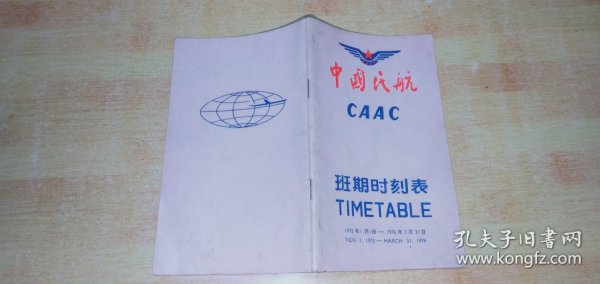 中國民航
CAAC
班期时刻表
TIMETABLE
1975年11月1日—1976年3月31日
NOV. 1, 1975—MARCH 31, 1976
孔夫子旧书网
www.kongfz.com